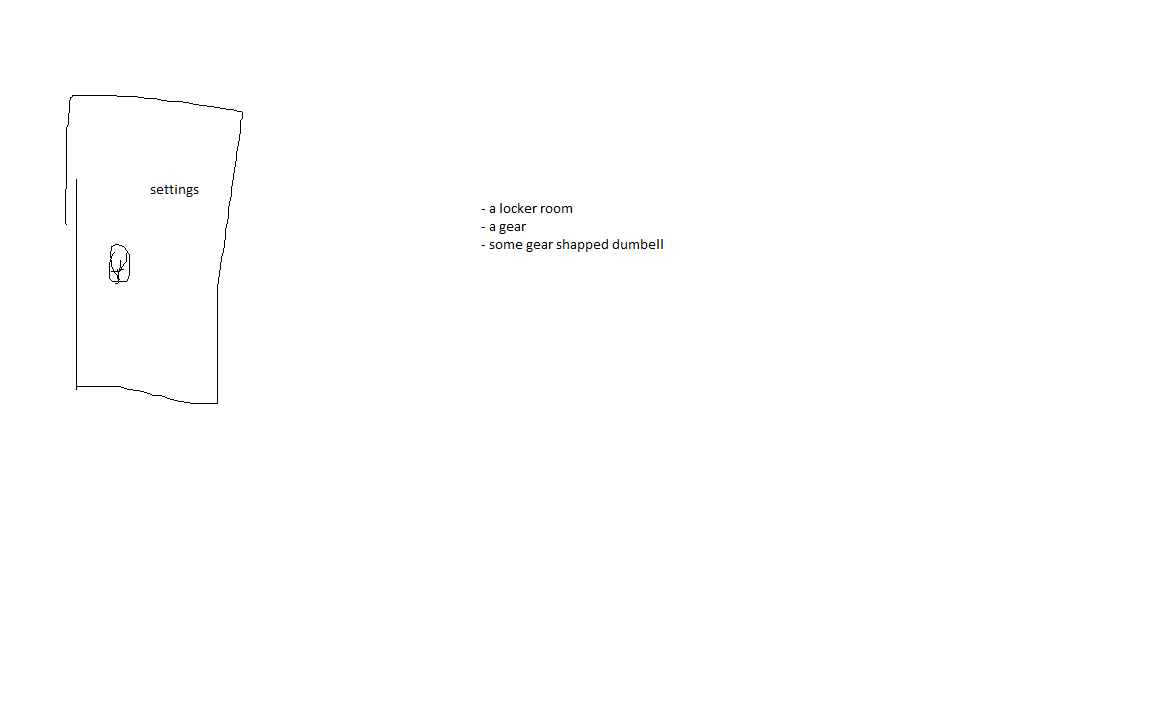 settings
- a locker room
- a gear
- some gear shapped dumbell